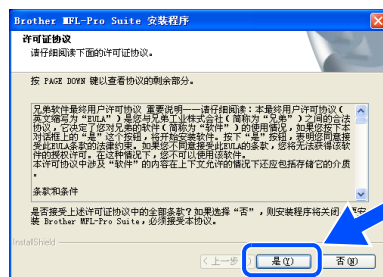 Brother MFL-Pro Suite 安装程序
许可证协议
请仔细阅读下面的许可证协议。
按 PAGE DOWN 键以查看协议的剩余部分。
兄弟软件最终用户许可协议 重要说明——请仔细阅读：本最终用户许可协议(
英文缩写为“EULA”）是您与兄弟工业株式会社（简称为“兄弟”）之间的合法
协议，它决定了您对兄弟的软件（简称为“软件”）的使用情况，如果您按下本
对话框上的“是”这个按钮，将开始安装软件。按下“是”按钮，表明您同意接
受此EULA条款的法律约束。如果您不同意接受此EULA的条款，您将无法获得该软
件的授权许可。在这种情况下，您不可以使用该软件。
本许可协议中涉及“软件”的内容在上下文允许的情况下还应包括存储它的介质
。
条款和条件
是否接受上述许可证协议中的全部条款？如果选择“否”，则安装程序将关闭
装 Brother MFL-Pro Suite，必须接受本协议。
InstallShield
<上一步
是(Y)
否(N)